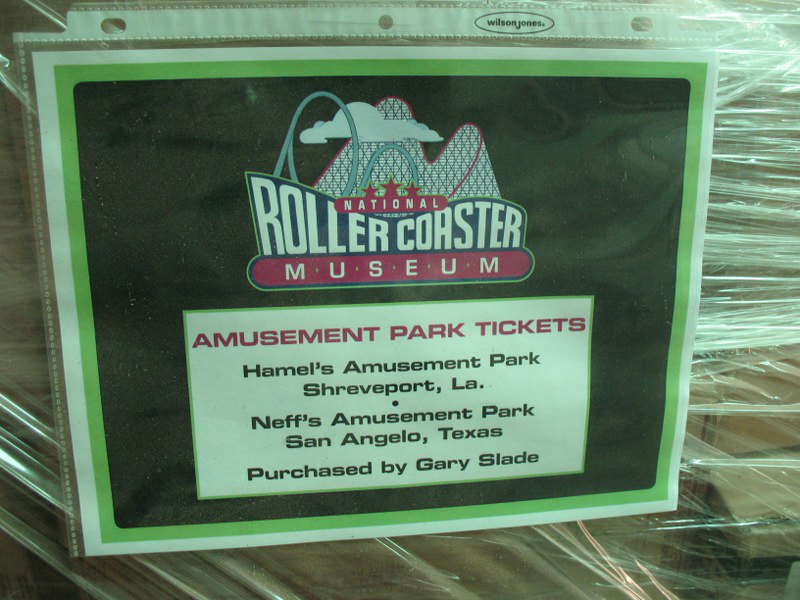 wilsonjones®
NATIONAL
ROLLER COASTER
M·U·S·E·U·M
AMUSEMENT PARK TICKETS
Hamel's Amusement Park
Shreveport, La.
•
Neff's Amusement Park
San Angelo, Texas
Purchased by Gary Slade